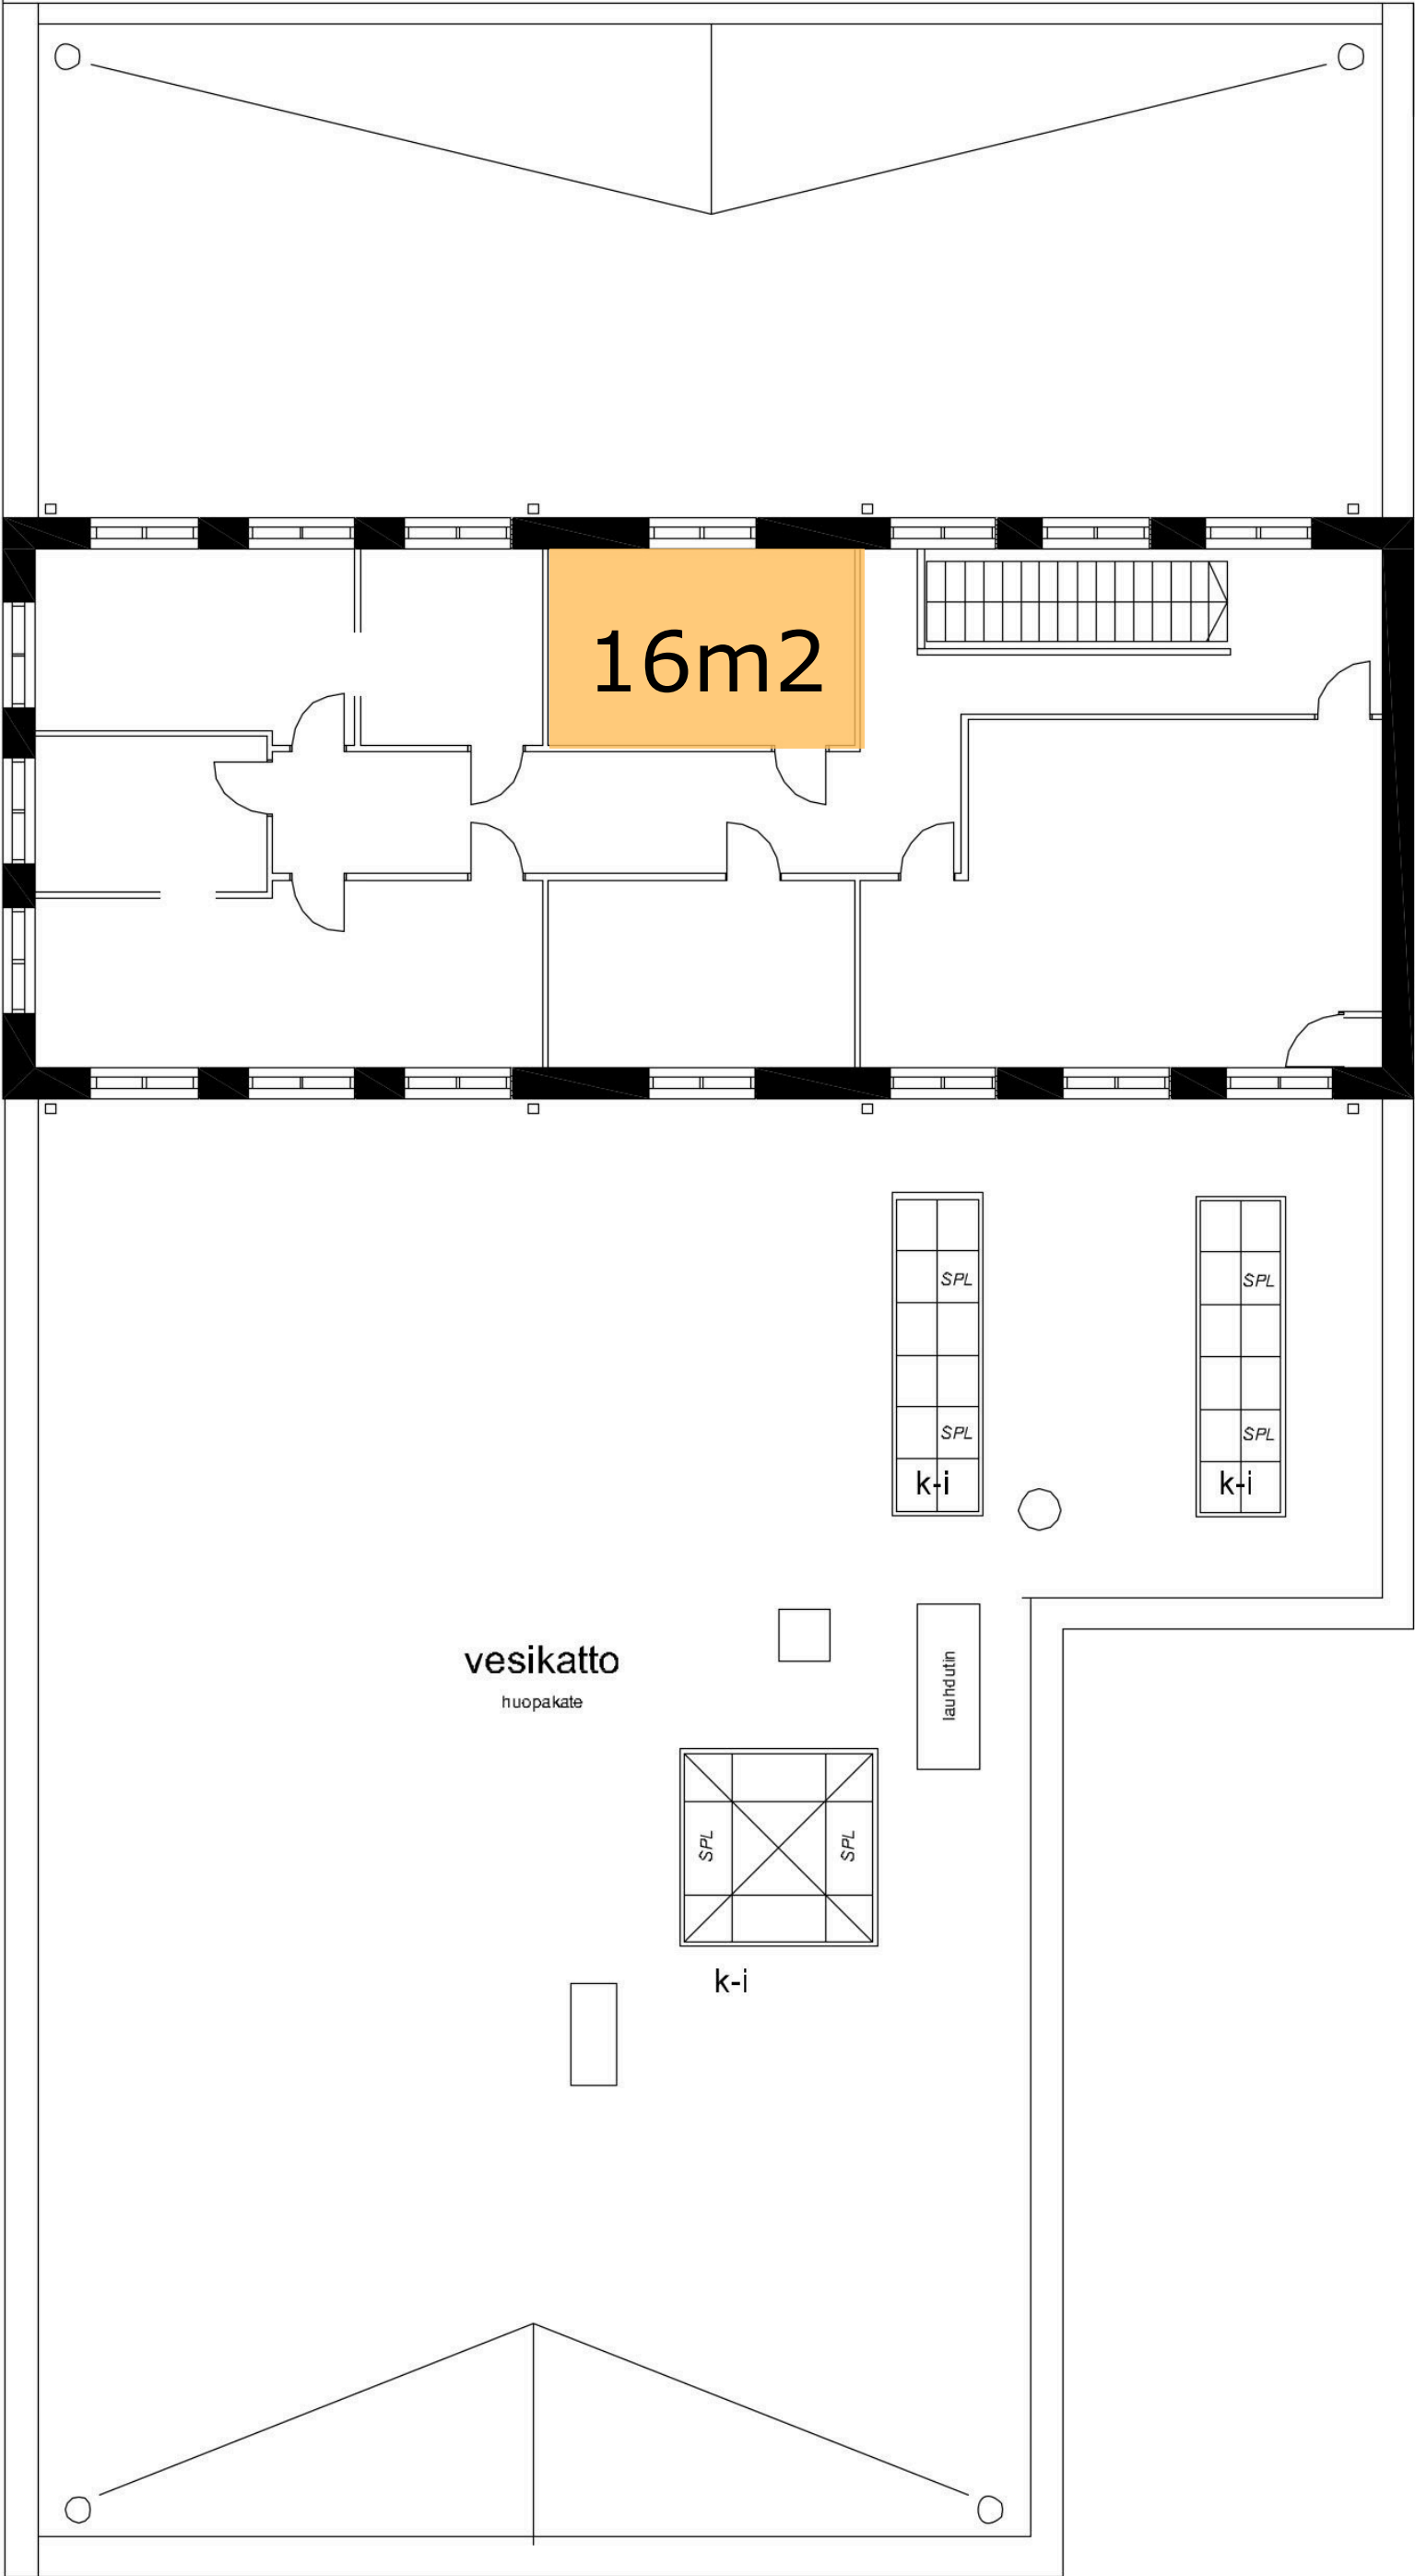 16m2
SPL
SPL
SPL
SPL
k-i
k-i
vesikatto
huopakate
lauhdutin
SPL
SPL
k-i